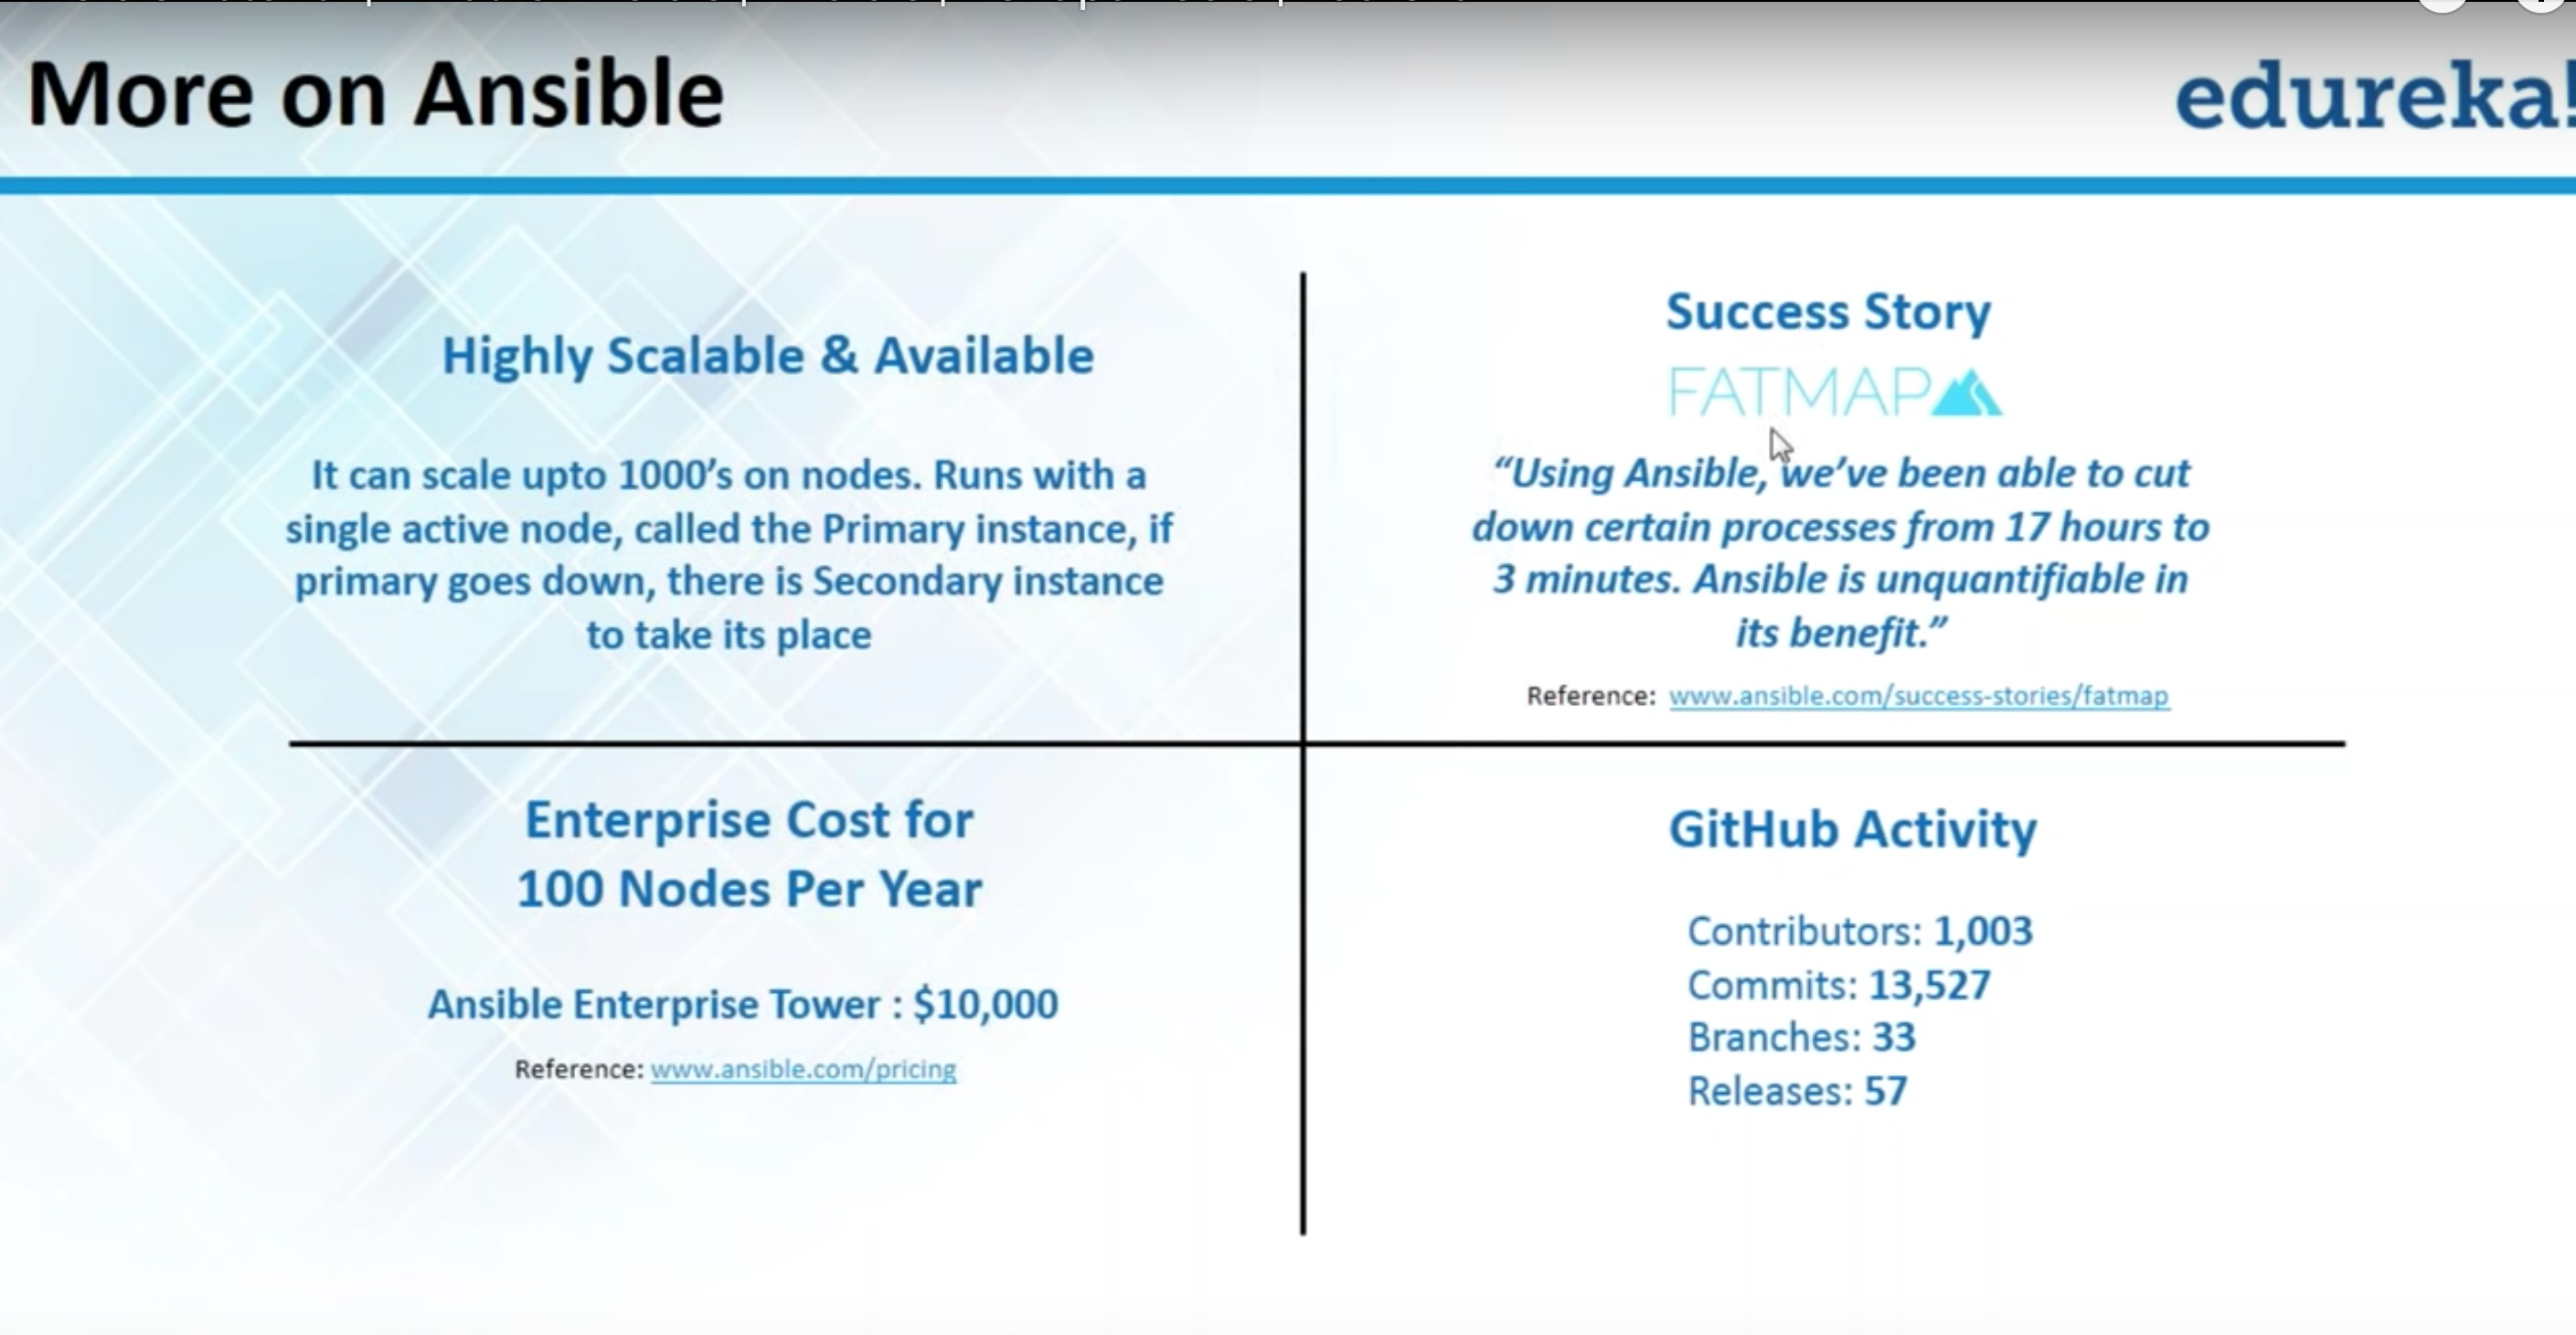 More on Ansible
edureka!
Highly Scalable & Available
It can scale upto 1000’s on nodes. Runs with a
single active node, called the Primary instance, if
primary goes down, there is Secondary instance
to take its place
Success Story
FATMAP
“Using Ansible, we’ve been able to cut
down certain processes from 17 hours to
3 minutes. Ansible is unquantifiable in
its benefit.”
Reference: www.ansible.com/success-stories/fatmap
Enterprise Cost for
100 Nodes Per Year
Ansible Enterprise Tower : $10,000
Reference: www.ansible.com/pricing
GitHub Activity
Contributors: 1,003
Commits: 13,527
Branches: 33
Releases: 57